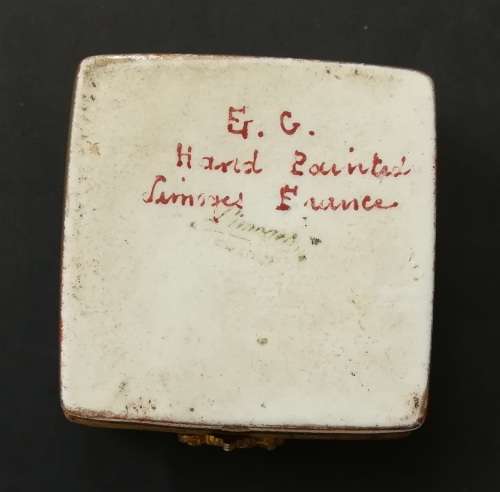 E. G.
Hand Painted
Limoges France